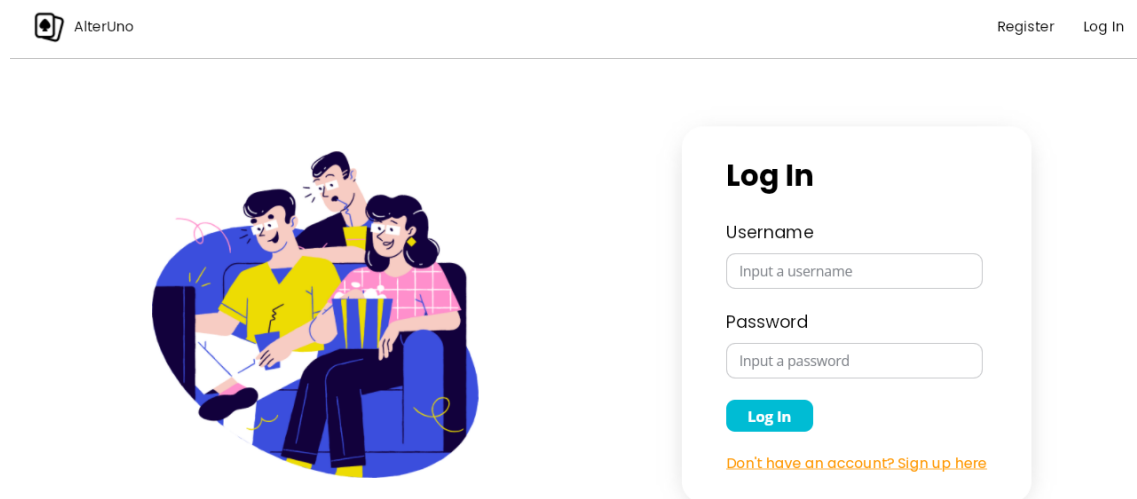 AlterUno
Register
Log In
Log In
Username
Input a username
Password
Input a password
Log In
Don't have an account? Sign up here